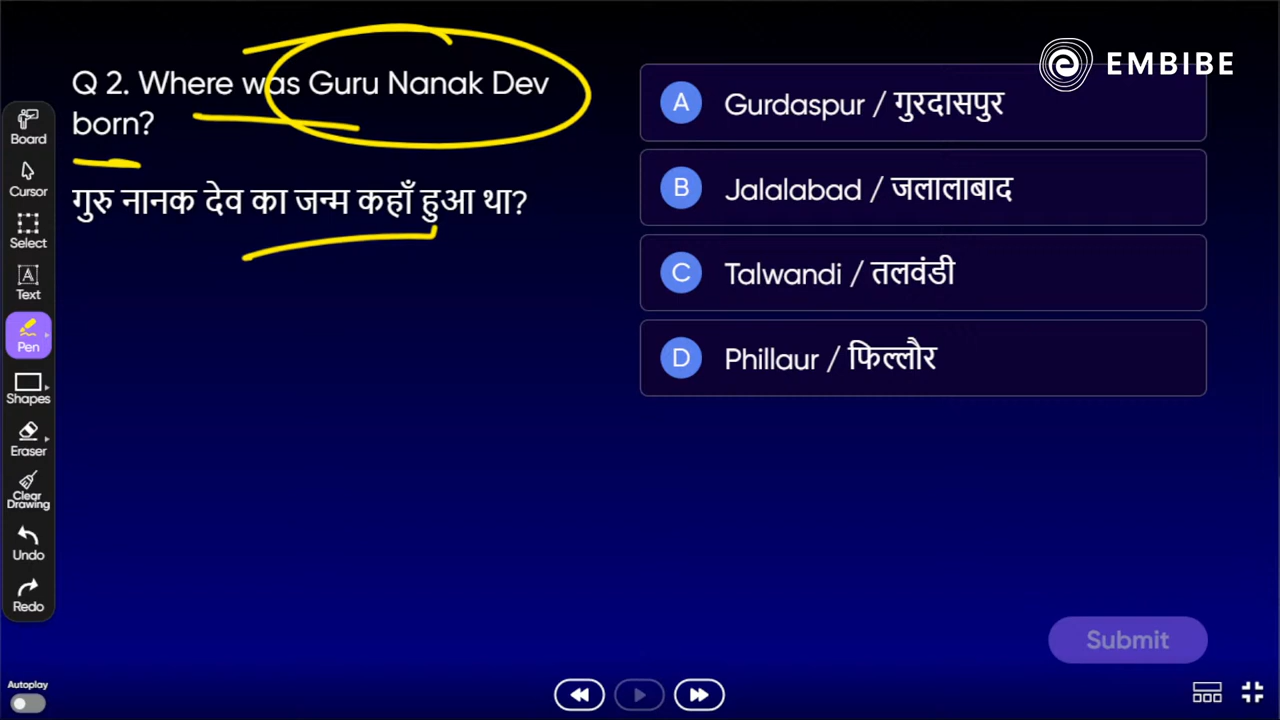 EMBIBE
Q 2. Where was Guru Nanak Dev
born?
गुरु नानक देव का जन्म कहाँ हुआ था?
A Gurdaspur / गुरदासपुर
B Jalalabad / जलालाबाद
C Talwandi / तलवंडी
D Phillaur / फिल्लौर
Board
Cursor
Select
A
Text
Pen
Shapes
Eraser
Clear
Drawing
Undo
Redo
Submit
Autoplay